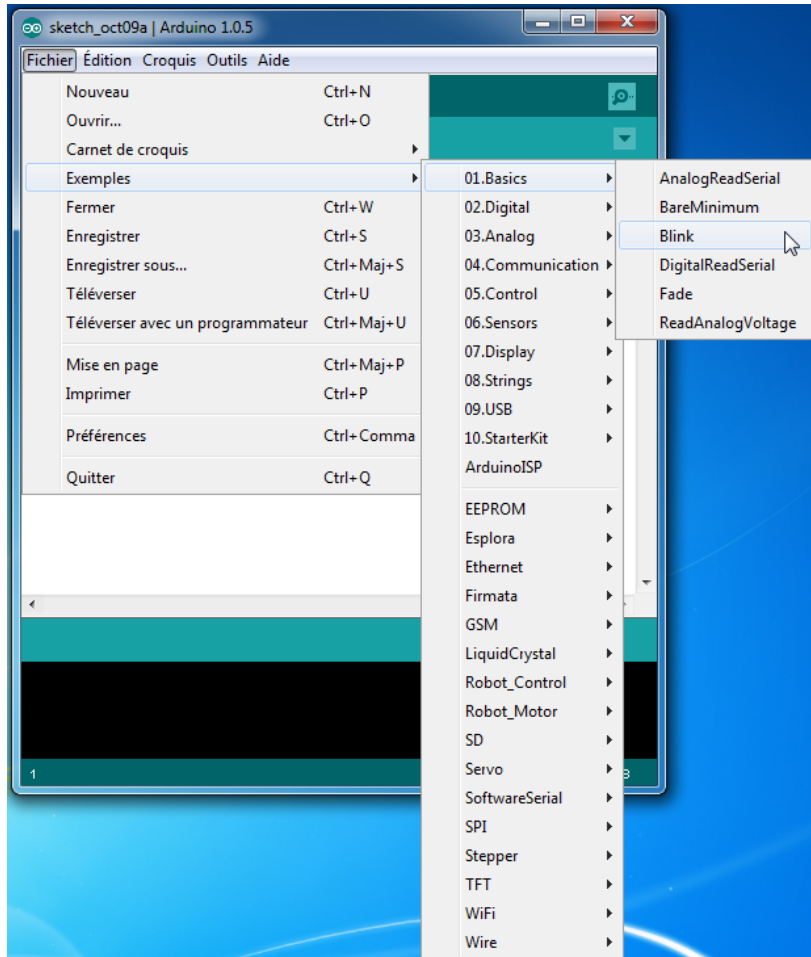 sketch_oct09a | Arduino 1.0.5
Fichier Édition Croquis Outils Aide
Nouveau Ctrl+N
Ouvrir... Ctrl+O
Carnet de croquis
Exemples
Fermer Ctrl+W
Enregistrer Ctrl+S
Enregistrer sous... Ctrl+Maj+S
Téléverser Ctrl+U
Téléverser avec un programmateur Ctrl+Maj+U
Mise en page Ctrl+Maj+P
Imprimer Ctrl+P
Préférences Ctrl+Comma
Quitter Ctrl+Q
01.Basics
02.Digital
03.Analog
04.Communication
05.Control
06.Sensors
07.Display
08.Strings
09.USB
10.StarterKit
ArduinoISP
EEPROM
Esplora
Ethernet
Firmata
GSM
LiquidCrystal
Robot_Control
Robot_Motor
SD
Servo
SoftwareSerial
SPI
Stepper
TFT
WiFi
Wire
AnalogReadSerial
BareMinimum
Blink
DigitalReadSerial
Fade
ReadAnalogVoltage
1